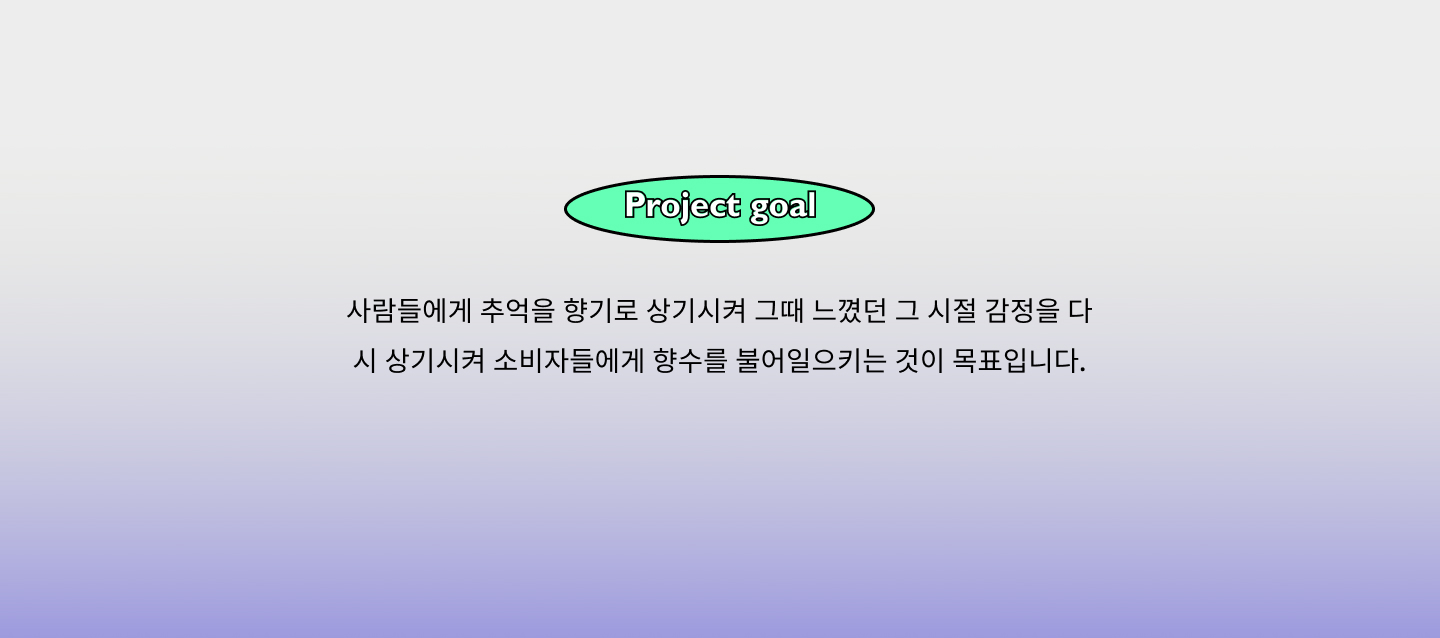 Project goal
사람들에게 추억을 향기로 상기시켜 그때 느꼈던 그 시절 감정을 다
시 상기시켜 소비자들에게 향수를 불어일으키는 것이 목표입니다.